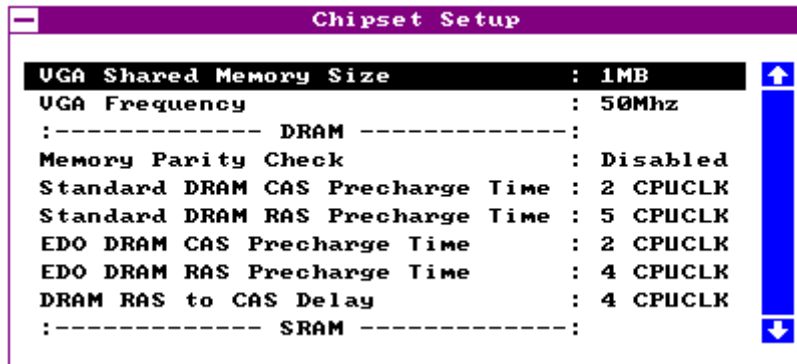 Chipset Setup
VGA Shared Memory Size : 1MB
VGA Frequency : 50Mhz
:------------- DRAM -------------:
Memory Parity Check : Disabled
Standard DRAM CAS Precharge Time : 2 CPUCLK
Standard DRAM RAS Precharge Time : 5 CPUCLK
EDO DRAM CAS Precharge Time : 2 CPUCLK
EDO DRAM RAS Precharge Time : 4 CPUCLK
DRAM RAS to CAS Delay : 4 CPUCLK
:------------- SRAM -------------: